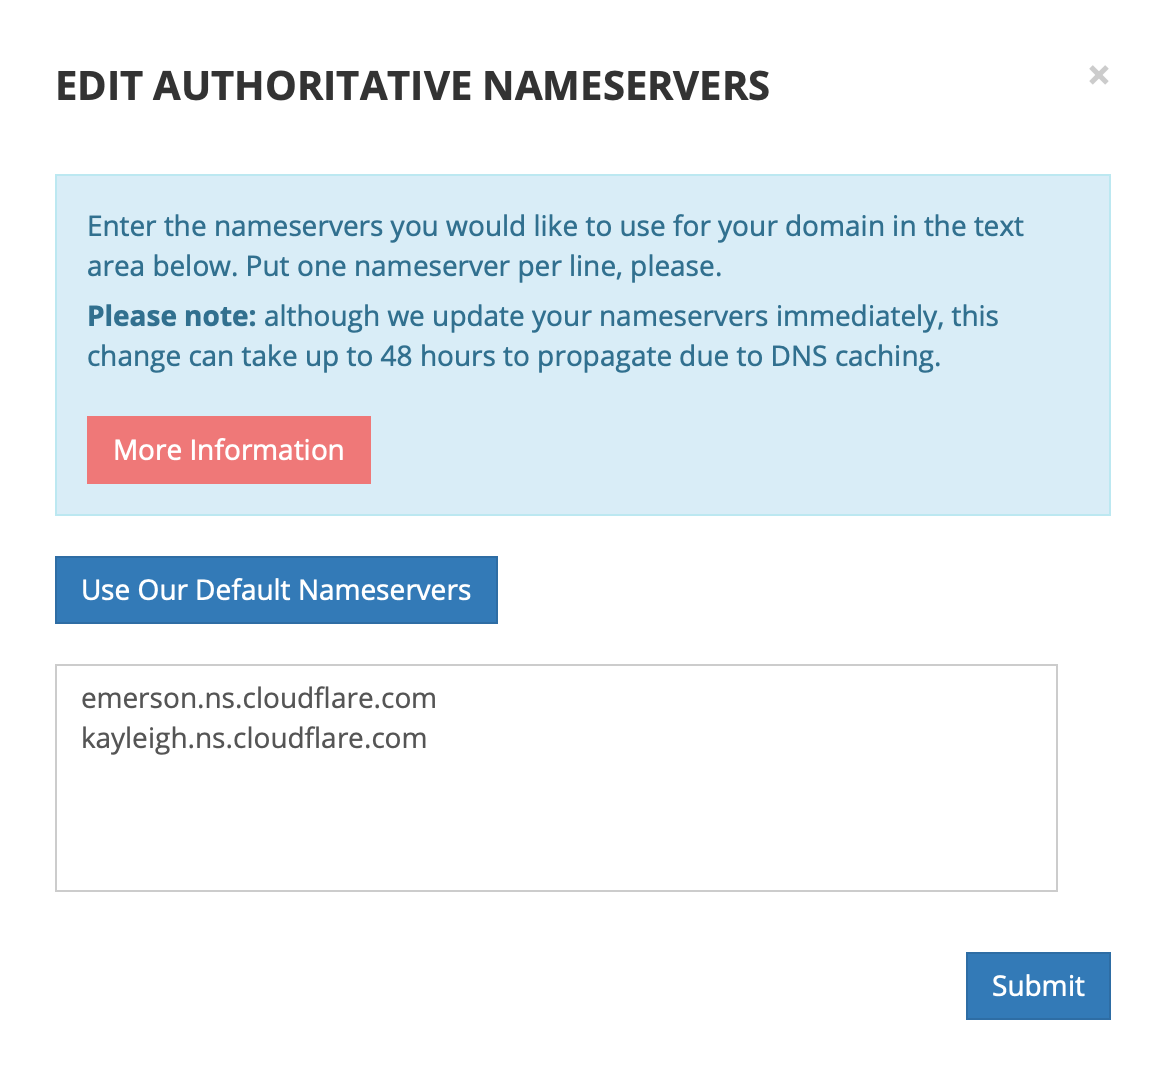 EDIT AUTHORITATIVE NAMESERVERS
×
Enter the nameservers you would like to use for your domain in the text
area below. Put one nameserver per line, please.
Please note: although we update your nameservers immediately, this
change can take up to 48 hours to propagate due to DNS caching.
More Information
Use Our Default Nameservers
emerson.ns.cloudflare.com
kayleigh.ns.cloudflare.com
Submit